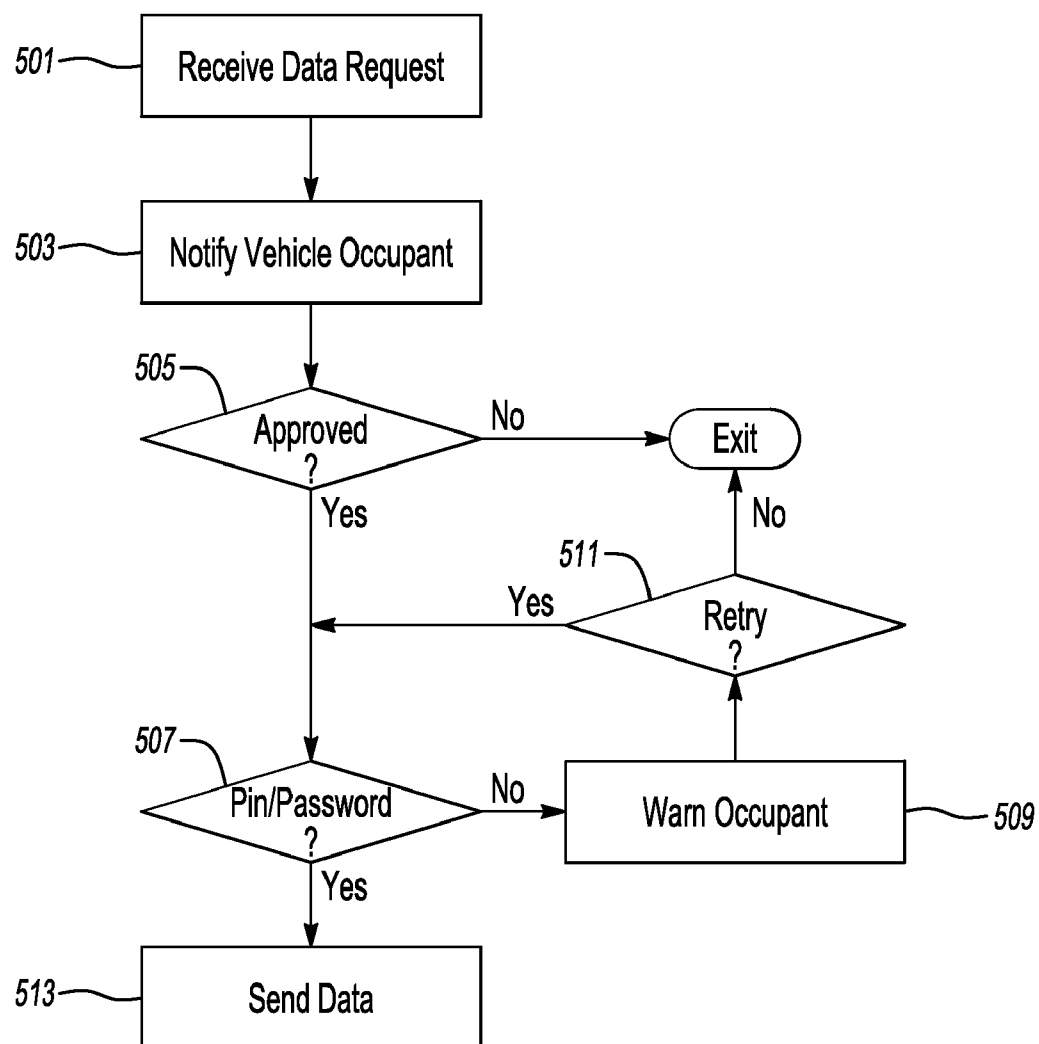 501
Receive Data Request
503
Notify Vehicle Occupant
505
Approved
?
No
Exit
Yes
No
511
Yes
Retry
?
507
Pin/Password
?
No
Warn Occupant
509
Yes
513
Send Data